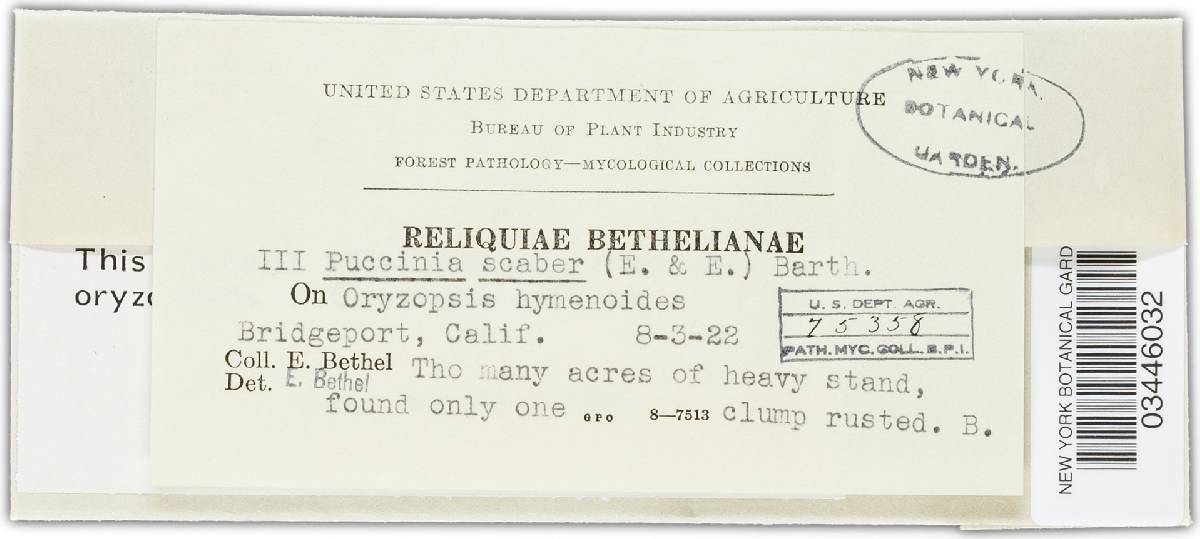 UNITED STATES DEPARTMENT OF AGRICULTURE
BUREAU OF PLANT INDUSTRY
FOREST PATHOLOGY—MYCOLOGICAL COLLECTIONS
NEW YORK
BOTANICAL
GARDEN.
RELIQUIAE BETHELIANAE
III Puccinia scaber (E. & E.) Barth.
On Oryzopsis hymenoides
Bridgeport, Calif. 8-3-22
U. S. DEPT. AGR.
75358
PATH. MYC. COLL. B. P. I.
Coll. E. Bethel
Det. E. Bethel
Tho many acres of heavy stand,
found only one GPO 8—7513 clump rusted. B.
This
oryzo
NEW YORK BOTANICAL GARD
03446032